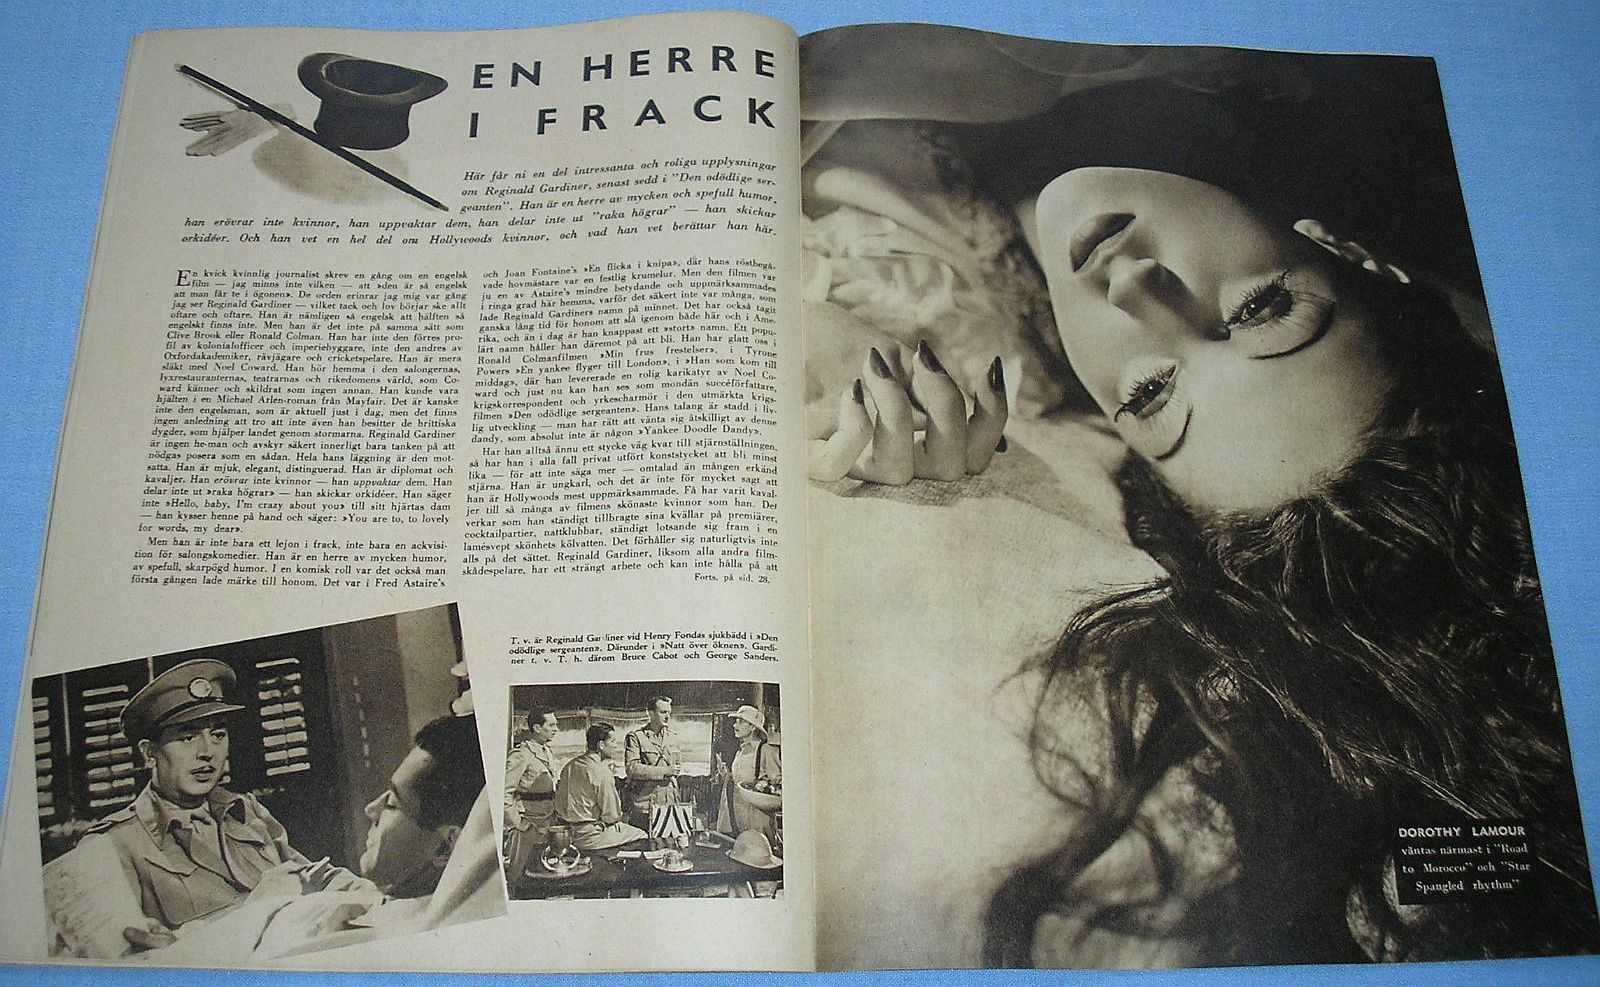 EN HERRE
I FRACK
Här får ni en del intressanta och roliga upplysningar
om Reginald Gardiner, senast sedd i "Den odödlige ser-
geanten". Han är en herre av mycken och spefull humor,
han erövrar inte kvinnor, han uppvaktar dem, han delar inte ut "raka högrar" — han skickar
orkidéer. Och han vet en hel del om Hollywoods kvinnor, och vad han vet berättar han här.
En kvick kvinnlig journalist skrev en gång om en engelsk
film — jag minns inte vilken — att »den är så engelsk
att man får te i ögonen». De orden erinrar jag mig var gång
jag ser Reginald Gardiner — vilket tack och lov börjar ske allt
oftare och oftare. Han är nämligen så engelsk att hälften så
engelskt finns inte. Men han är det inte på samma sätt som
Clive Brook eller Ronald Colman. Han har inte den förres pro-
fil av kolonialofficer och imperiebyggare, inte den andres av
Oxfordakademiker, rävjägare och cricketspelare. Han är mera
släkt med Noel Coward. Han hör hemma i den salongernas,
lyxrestauranternas, teatrarnas och rikedomens värld, som Co-
ward känner och skildrat som ingen annan. Han kunde vara
hjälten i en Michael Arlen-roman från Mayfair. Det är kanske
inte den engelsman, som är aktuell just i dag, men det finns
ingen anledning att tro att inte även han besitter de brittiska
dygder, som hjälper landet genom stormarna. Reginald Gardiner
är ingen he-man och avskyr säkert innerligt bara tanken på att
nödgas posera som en sådan. Hela hans läggning är den mot-
satta. Han är mjuk, elegant, distinguerad. Han är diplomat och
kavaljer. Han erövrar inte kvinnor — han uppvaktar dem. Han
delar inte ut »raka högrar» — han skickar orkidéer. Han säger
inte »Hello, baby, I'm crazy about you» till sitt hjärtas dam
— han kysser henne på hand och säger: »You are to, to lovely
for words, my dear».
Men han är inte bara ett lejon i frack, inte bara en ackvisi-
tion för salongskomedier. Han är en herre av mycken humor,
av spefull, skarpögd humor. I en komisk roll var det också man
första gången lade märke till honom. Det var i Fred Astaire's
och Joan Fontaine's »En flicka i knipa», där hans röstbegå-
vade hovmästare var en festlig krumelur. Men den filmen var
ju en av Astaire's mindre betydande och uppmärksammades
i ringa grad här hemma, varför det säkert inte var många, som
lade Reginald Gardiners namn på minnet. Det har också tagit
ganska lång tid för honom att slå igenom både här och i Ame-
rika, och än i dag är han knappast ett »stort» namn. Ett popu-
lärt namn håller han däremot på att bli. Han har glatt oss i
Ronald Colmanfilmen »Min frus frestelser», i Tyrone
Powers »En yankee flyger till London», i »Han som kom till
middag», där han levererade en rolig karikatyr av Noel Co-
ward och just nu kan han ses som mondän succéförfattare,
krigskorrespondent och yrkescharmör i den utmärkta krigs-
filmen »Den odödlige sergeanten». Hans talang är stadd i liv-
lig utveckling — man har rätt att vänta sig åtskilligt av denne
dandy, som absolut inte är någon »Yankee Doodle Dandy».
Har han alltså ännu ett stycke väg kvar till stjärnställningen,
så har han i alla fall privat utfört konststycket att bli minst
lika — för att inte säga mer — omtalad än mången erkänd
stjärna. Han är ungkarl, och det är inte för mycket sagt att
han är Hollywoods mest uppmärksammade. Få har varit kaval-
jer till så många av filmens skönaste kvinnor som han. Det
verkar som han ständigt tillbragte sina kvällar på premiärer,
cocktailpartier, nattklubbar, ständigt lotsande sig fram i en
lamésvept skönhets kölvatten. Det förhåller sig naturligtvis inte
alls på det sättet. Reginald Gardiner, liksom alla andra film-
skådespelare, har ett strängt arbete och kan inte hålla på att
Forts. på sid. 28.
T. v. är Reginald Gardiner vid Henry Fondas sjukbädd i »Den
odödlige sergeanten». Därunder i »Natt över öknen». Gardi-
ner t. v. T. h. därom Bruce Cabot och George Sanders.
DOROTHY LAMOUR
väntas närmast i "Road
to Morocco" och "Star
Spangled rhythm"